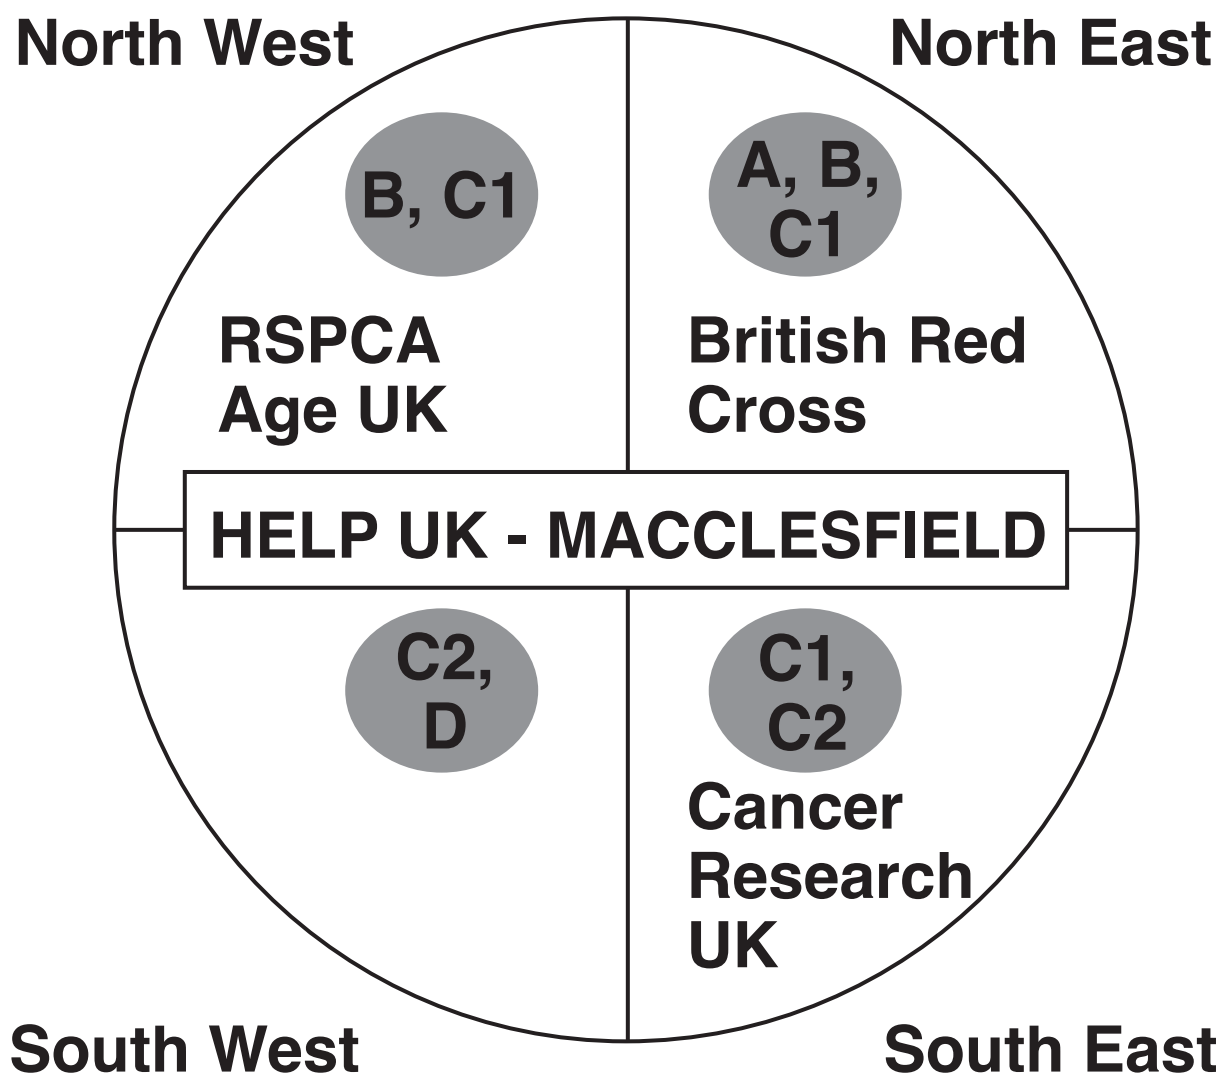 North West
North East
B, C1
A, B,
C1
RSPCA
Age UK
British Red
Cross
HELP UK - MACCLESFIELD
C2,
D
C1,
C2
Cancer
Research
UK
South West
South East